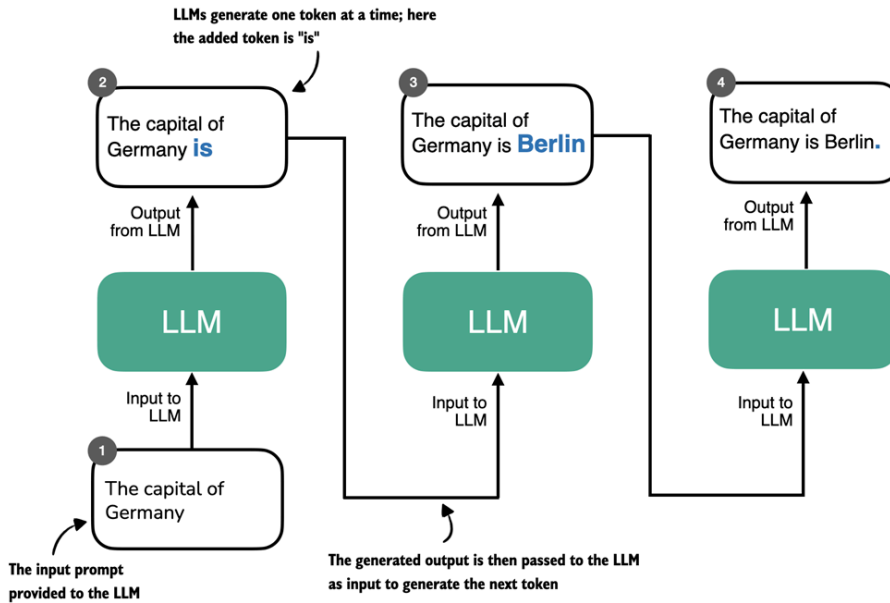 LLMs generate one token at a time; here
the added token is "is"
2
The capital of
Germany is
3
The capital of
Germany is Berlin
4
The capital of
Germany is Berlin.
Output
from LLM
Output
from LLM
Output
from LLM
LLM
LLM
LLM
Input to
LLM
Input to
LLM
Input to
LLM
1
The capital of
Germany
The input prompt
provided to the LLM
The generated output is then passed to the LLM
as input to generate the next token